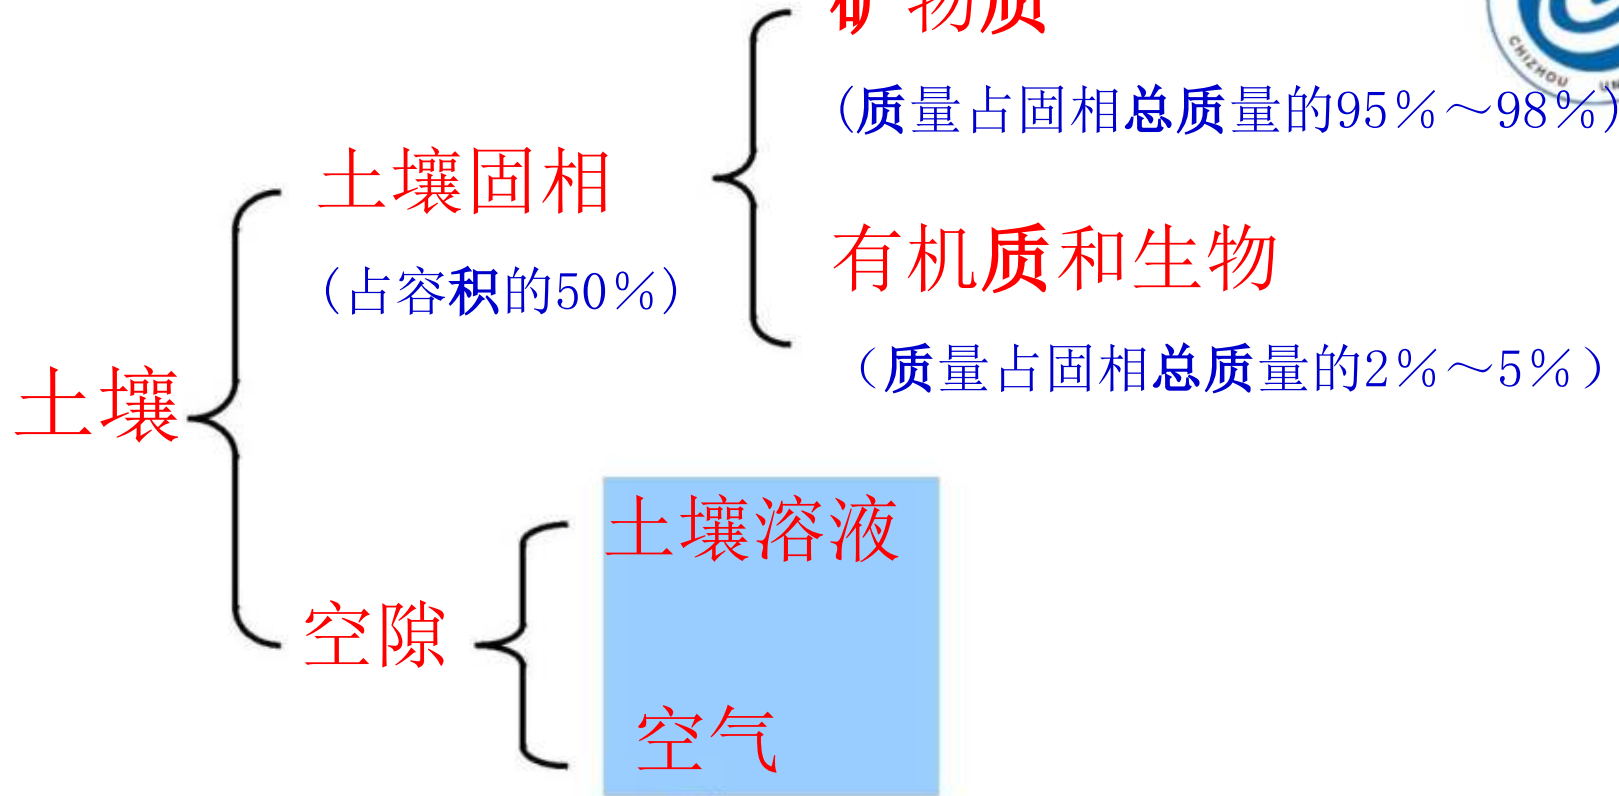 矿物质
(质量占固相总质量的95%～98%)
土壤固相
(占容积的50%)
有机质和生物
（质量占固相总质量的2%～5%）
土壤
土壤溶液
空隙
空气
CHIZHOU